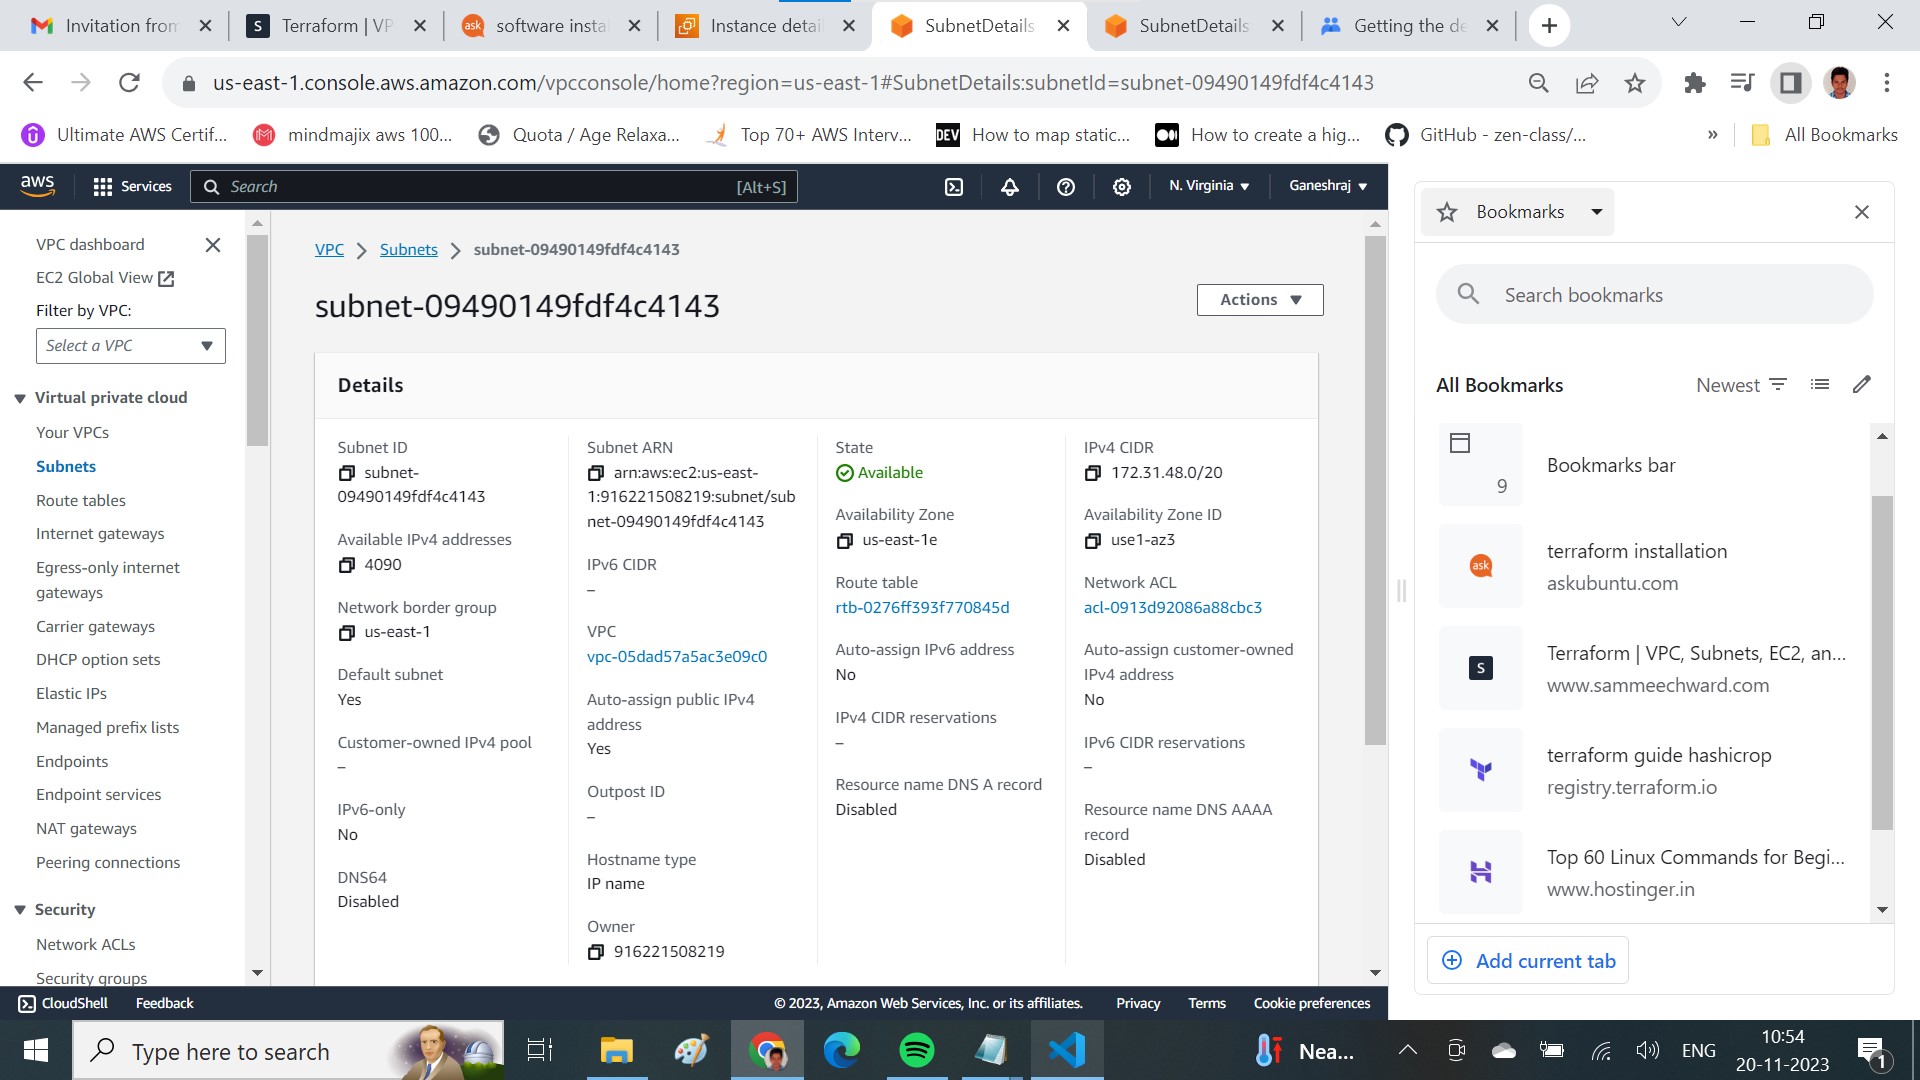 Invitation from
Terraform | VP
software instal
Instance detail
SubnetDetails
SubnetDetails
Getting the de
us-east-1.console.aws.amazon.com/vpcconsole/home?region=us-east-1#SubnetDetails:subnetId=subnet-09490149fdf4c4143
Ultimate AWS Certif...
mindmajix aws 100...
Quota / Age Relaxa...
Top 70+ AWS Interv...
DEV
How to map static...
How to create a hig...
GitHub - zen-class/...
»
All Bookmarks
aws
Services
Search
[Alt+S]
N. Virginia
Ganeshraj
VPC dashboard
EC2 Global View
Filter by VPC:
Select a VPC
Virtual private cloud
Your VPCs
Subnets
Route tables
Internet gateways
Egress-only internet
gateways
Carrier gateways
DHCP option sets
Elastic IPs
Managed prefix lists
Endpoints
Endpoint services
NAT gateways
Peering connections
Security
Network ACLs
Security groups
VPC
Subnets
subnet-09490149fdf4c4143
subnet-09490149fdf4c4143
Actions
Details
Subnet ID
subnet-
09490149fdf4c4143
Available IPv4 addresses
4090
Network border group
us-east-1
Default subnet
Yes
Customer-owned IPv4 pool
–
IPv6-only
No
DNS64
Disabled
Subnet ARN
arn:aws:ec2:us-east-
1:916221508219:subnet/sub
net-09490149fdf4c4143
IPv6 CIDR
–
VPC
vpc-05dad57a5ac3e09c0
Auto-assign public IPv4
address
Yes
Outpost ID
–
Hostname type
IP name
Owner
916221508219
State
Available
Availability Zone
us-east-1e
Route table
rtb-0276ff393f770845d
Auto-assign IPv6 address
No
IPv4 CIDR reservations
–
Resource name DNS A record
Disabled
IPv4 CIDR
172.31.48.0/20
Availability Zone ID
use1-az3
Network ACL
acl-0913d92086a88cbc3
Auto-assign customer-owned
IPv4 address
No
IPv6 CIDR reservations
–
Resource name DNS AAAA
record
Disabled
Bookmarks
Search bookmarks
All Bookmarks
Newest
9
Bookmarks bar
ask
terraform installation
askubuntu.com
S
Terraform | VPC, Subnets, EC2, an...
www.sammeechward.com
terraform guide hashicrop
registry.terraform.io
Top 60 Linux Commands for Begi...
www.hostinger.in
Add current tab
CloudShell
Feedback
© 2023, Amazon Web Services, Inc. or its affiliates.
Privacy
Terms
Cookie preferences
Type here to search
Nea...
ENG
10:54
20-11-2023
1